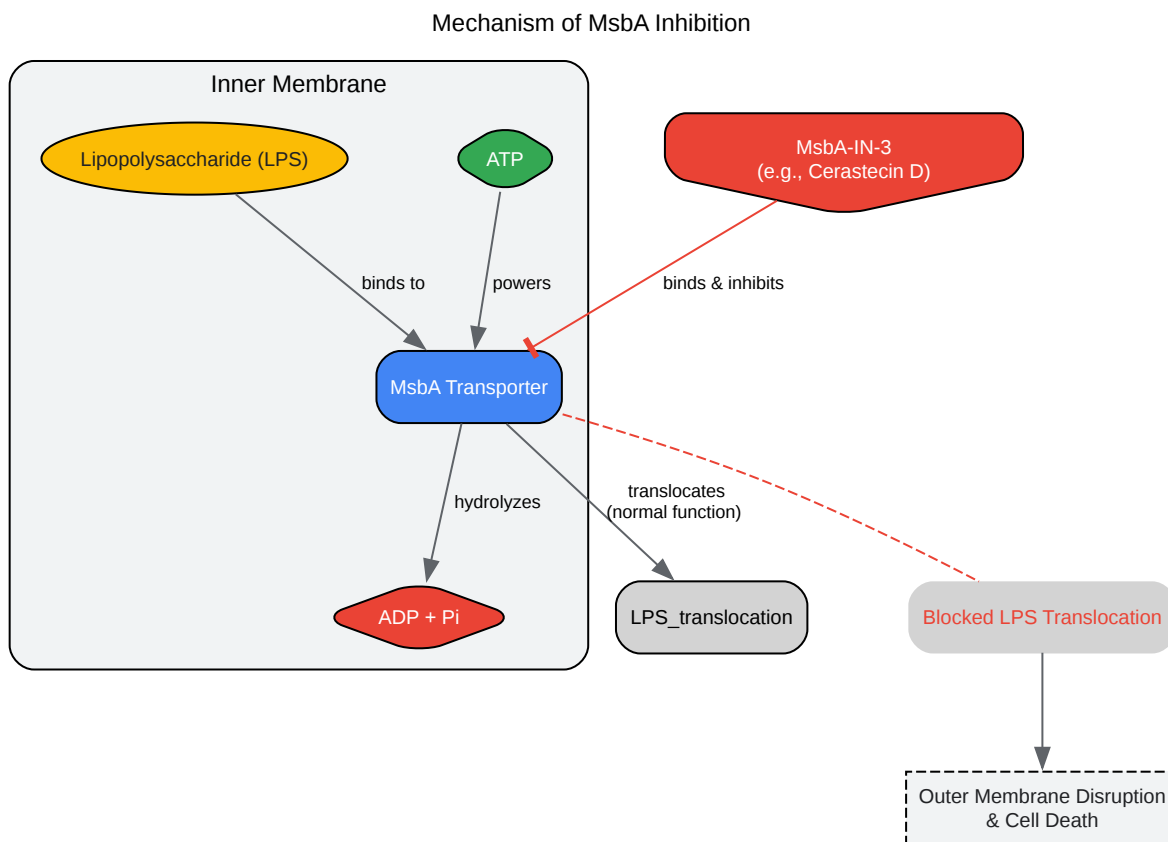 Mechanism of MsbA Inhibition
Inner Membrane
Lipopolysaccharide (LPS)
ATP
MsbA-IN-3
(e.g., Cerastecin D)
binds to
powers
binds & inhibits
MsbA Transporter
hydrolyzes
translocates
(normal function)
ADP + Pi
LPS_translocation
Blocked LPS Translocation
Outer Membrane Disruption
& Cell Death